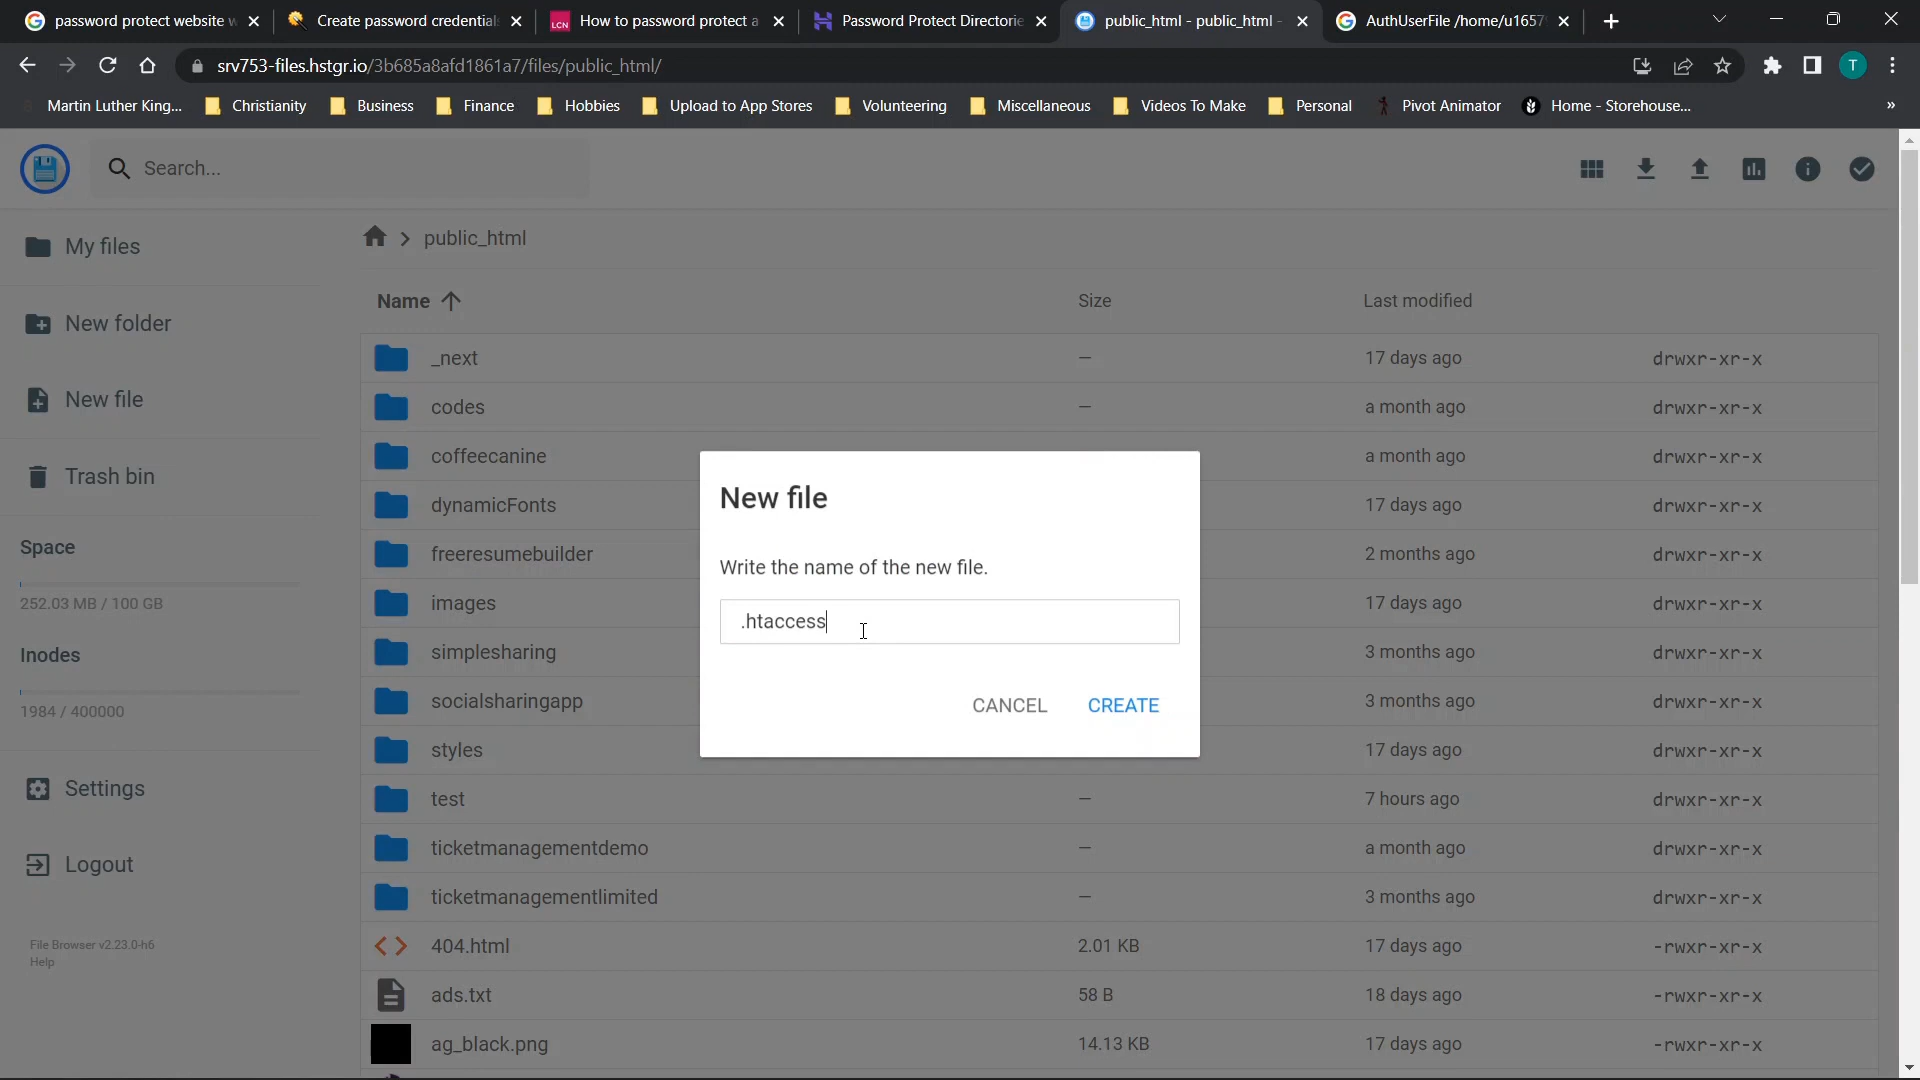 password protect website w
Create password credential
LCN How to password protect a
Password Protect Directorie
public_html - public_html -
AuthUserFile /home/u1657
srv753-files.hstgr.io/3b685a8afd1861a7/files/public_html/
T
Martin Luther King... Christianity Business Finance Hobbies Upload to App Stores Volunteering Miscellaneous Videos To Make Personal Pivot Animator Home - Storehouse... »
Search...
My files
New folder
New file
Trash bin
Space
252.03 MB / 100 GB
Inodes
1984 / 400000
Settings
Logout
File Browser v2.23.0-h6
Help
public_html
Name Size Last modified
_next — 17 days ago drwxr-xr-x
codes — a month ago drwxr-xr-x
coffeecanine a month ago drwxr-xr-x
dynamicFonts 17 days ago drwxr-xr-x
freeresumebuilder 2 months ago drwxr-xr-x
images 17 days ago drwxr-xr-x
simplesharing 3 months ago drwxr-xr-x
socialsharingapp 3 months ago drwxr-xr-x
styles 17 days ago drwxr-xr-x
test — 7 hours ago drwxr-xr-x
ticketmanagementdemo — a month ago drwxr-xr-x
ticketmanagementlimited — 3 months ago drwxr-xr-x
404.html 2.01 KB 17 days ago -rwxr-xr-x
ads.txt 58 B 18 days ago -rwxr-xr-x
ag_black.png 14.13 KB 17 days ago -rwxr-xr-x
New file
Write the name of the new file.
.htaccess
CANCEL CREATE